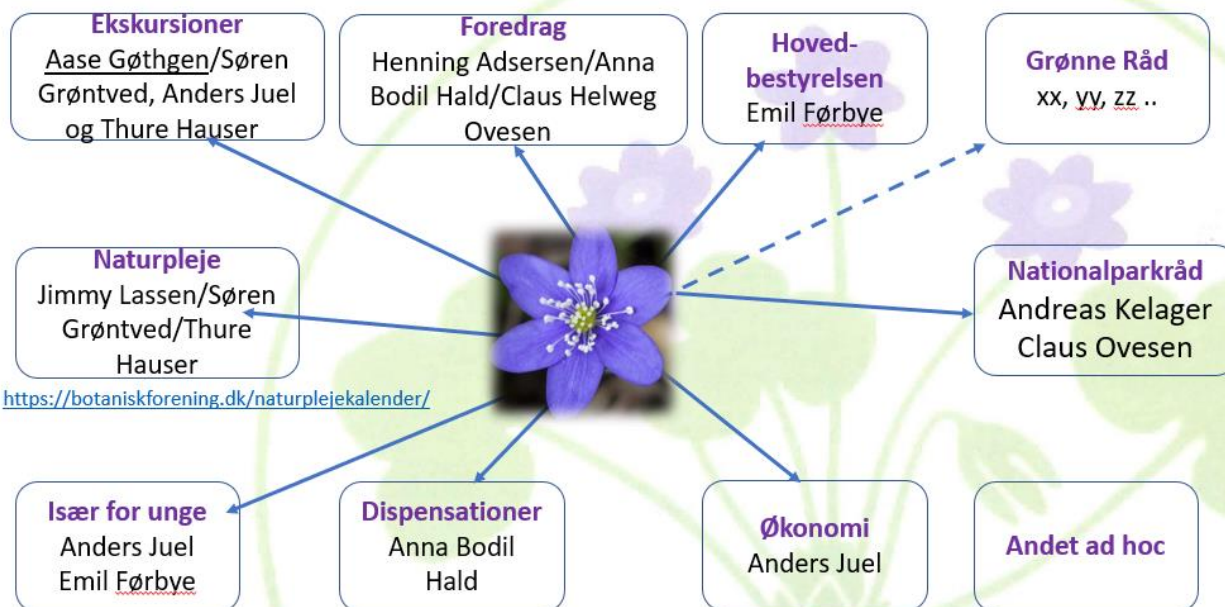 Ekskursioner
Aase Gøthgen/Søren
Grøntved, Anders Juel
og Thure Hauser
Foredrag
Henning Adsersen/Anna
Bodil Hald/Claus Helweg
Ovesen
Hoved-
bestyrelsen
Emil Førbye
Grønne Råd
xx, yy, zz ..
Naturpleje
Jimmy Lassen/Søren
Grøntved/Thure
Hauser
https://botaniskforening.dk/naturplejekalender/
Nationalparkråd
Andreas Kelager
Claus Ovesen
Især for unge
Anders Juel
Emil Førbye
Dispensationer
Anna Bodil
Hald
Økonomi
Anders Juel
Andet ad hoc